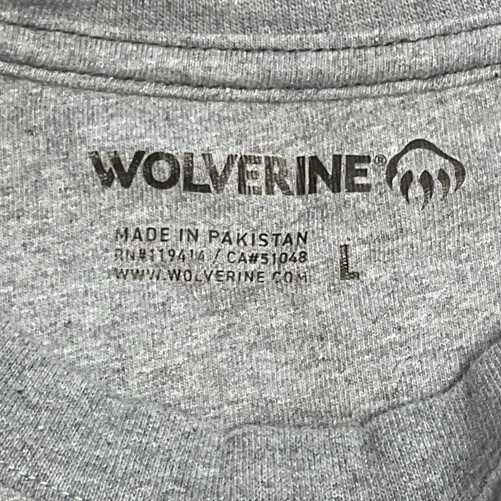 WOLVERINE®
MADE IN PAKISTAN
RN#119414 / CA#51048
WWW.WOLVERINE.COM
L